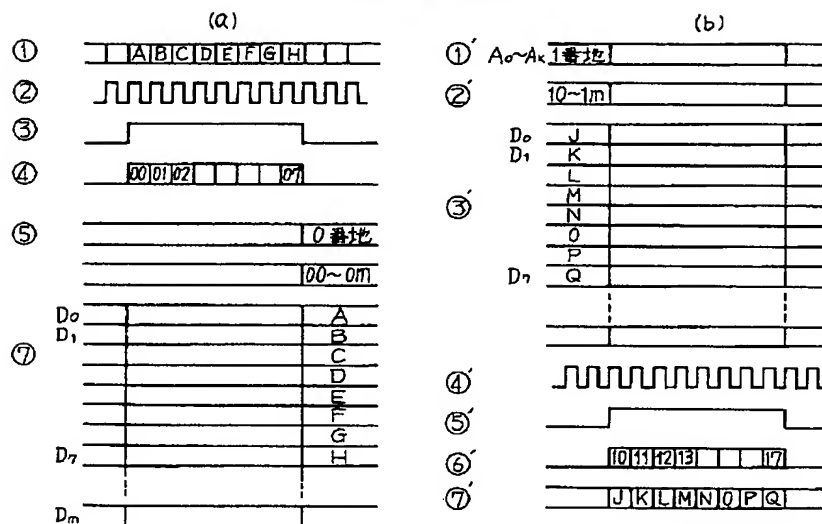 (a)
① A B C D E F G H
②
③
④ 00 01 02 07
⑤ 0番地
00~0m
D0 A
D1 B
⑦ C
D
E
F
G
D7 H
Dm
(b)
①' A0~Ak 1番地
②' 10~1m
D0 J
D1 K
L
③' M
N
O
P
D7 Q
④'
⑤'
⑥' 10 11 12 13 17
⑦' J K L M N O P Q